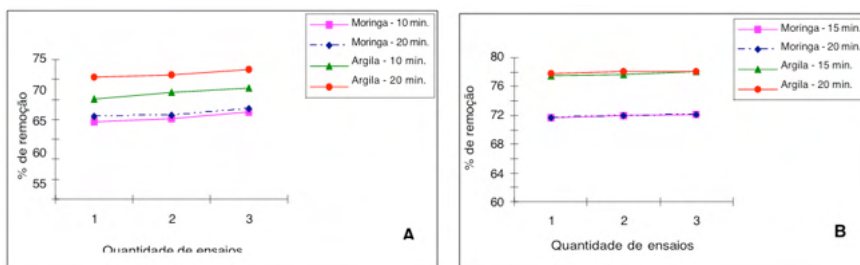 Moringa - 10 min.
Moringa - 20 min.
Argila - 10 min.
Argila - 20 min.
75
70
65
60
55
% de remoção
1 2 3
Quantidade de ensaios
A
Moringa - 15 min.
Moringa - 20 min.
Argila - 15 min.
Argila - 20 min.
80
76
72
68
64
60
% de remoção
1 2 3
Quantidade de ensaios
B